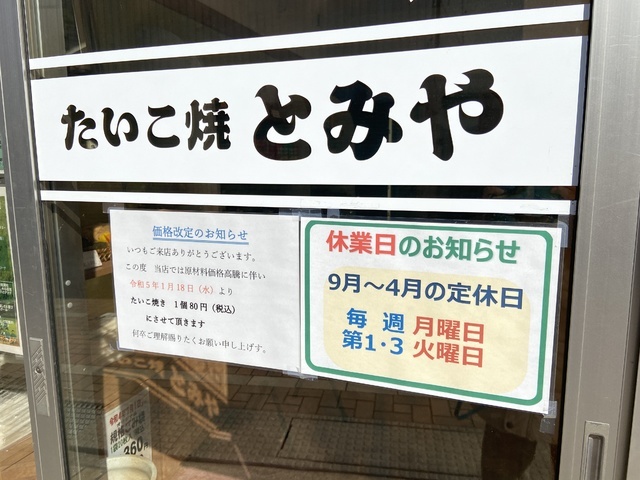 たいこ焼 とみや
価格改定のお知らせ
いつもご来店ありがとうございます。
この度 当店では原材料価格高騰に伴い
令和5年1月18日（水）より
たいこ焼き 1個80円（税込）
にさせて頂きます
何卒ご理解賜りたくお願い申し上げます。
休業日のお知らせ
9月～4月の定休日
毎週 月曜日
第1・3 火曜日